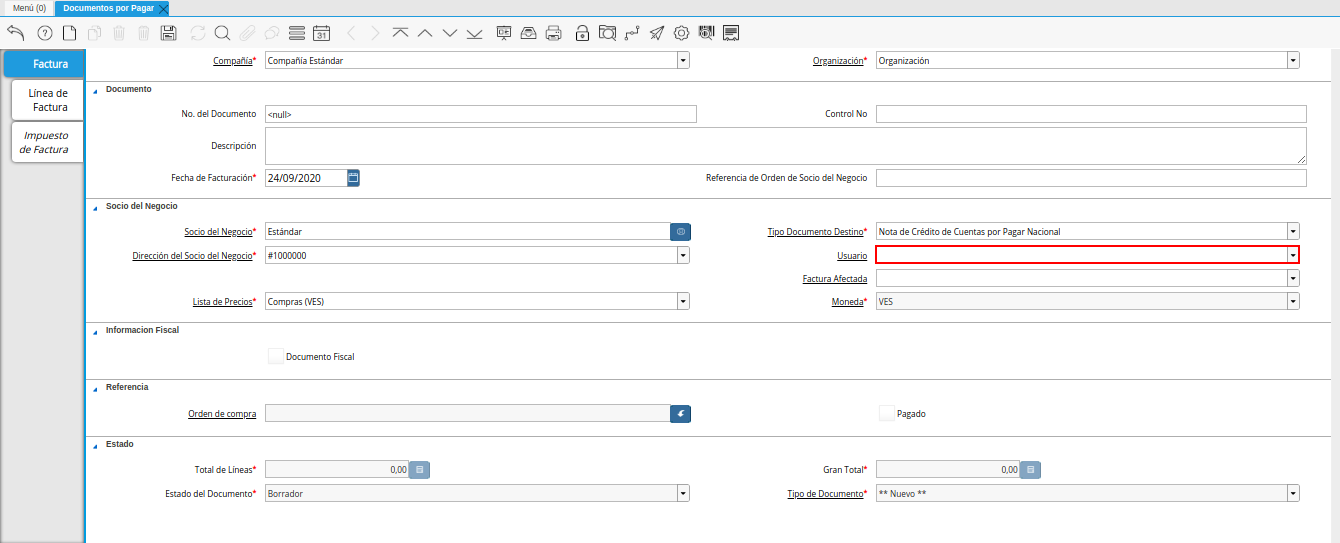 Menú (0)
Documentos por Pagar
31
Factura
Línea de
Factura
Impuesto
de Factura
Compañía* Compañía Estándar
Organización* Organización
Documento
No. del Documento <null>
Control No
Descripción
Fecha de Facturación* 24/09/2020
Referencia de Orden de Socio del Negocio
Socio del Negocio
Socio del Negocio* Estándar
Tipo Documento Destino* Nota de Crédito de Cuentas por Pagar Nacional
Dirección del Socio del Negocio* #1000000
Usuario
Factura Afectada
Lista de Precios* Compras (VES)
Moneda* VES
Informacion Fiscal
Documento Fiscal
Referencia
Orden de compra
Pagado
Estado
Total de Líneas* 0,00
Gran Total* 0,00
Estado del Documento* Borrador
Tipo de Documento* ** Nuevo **